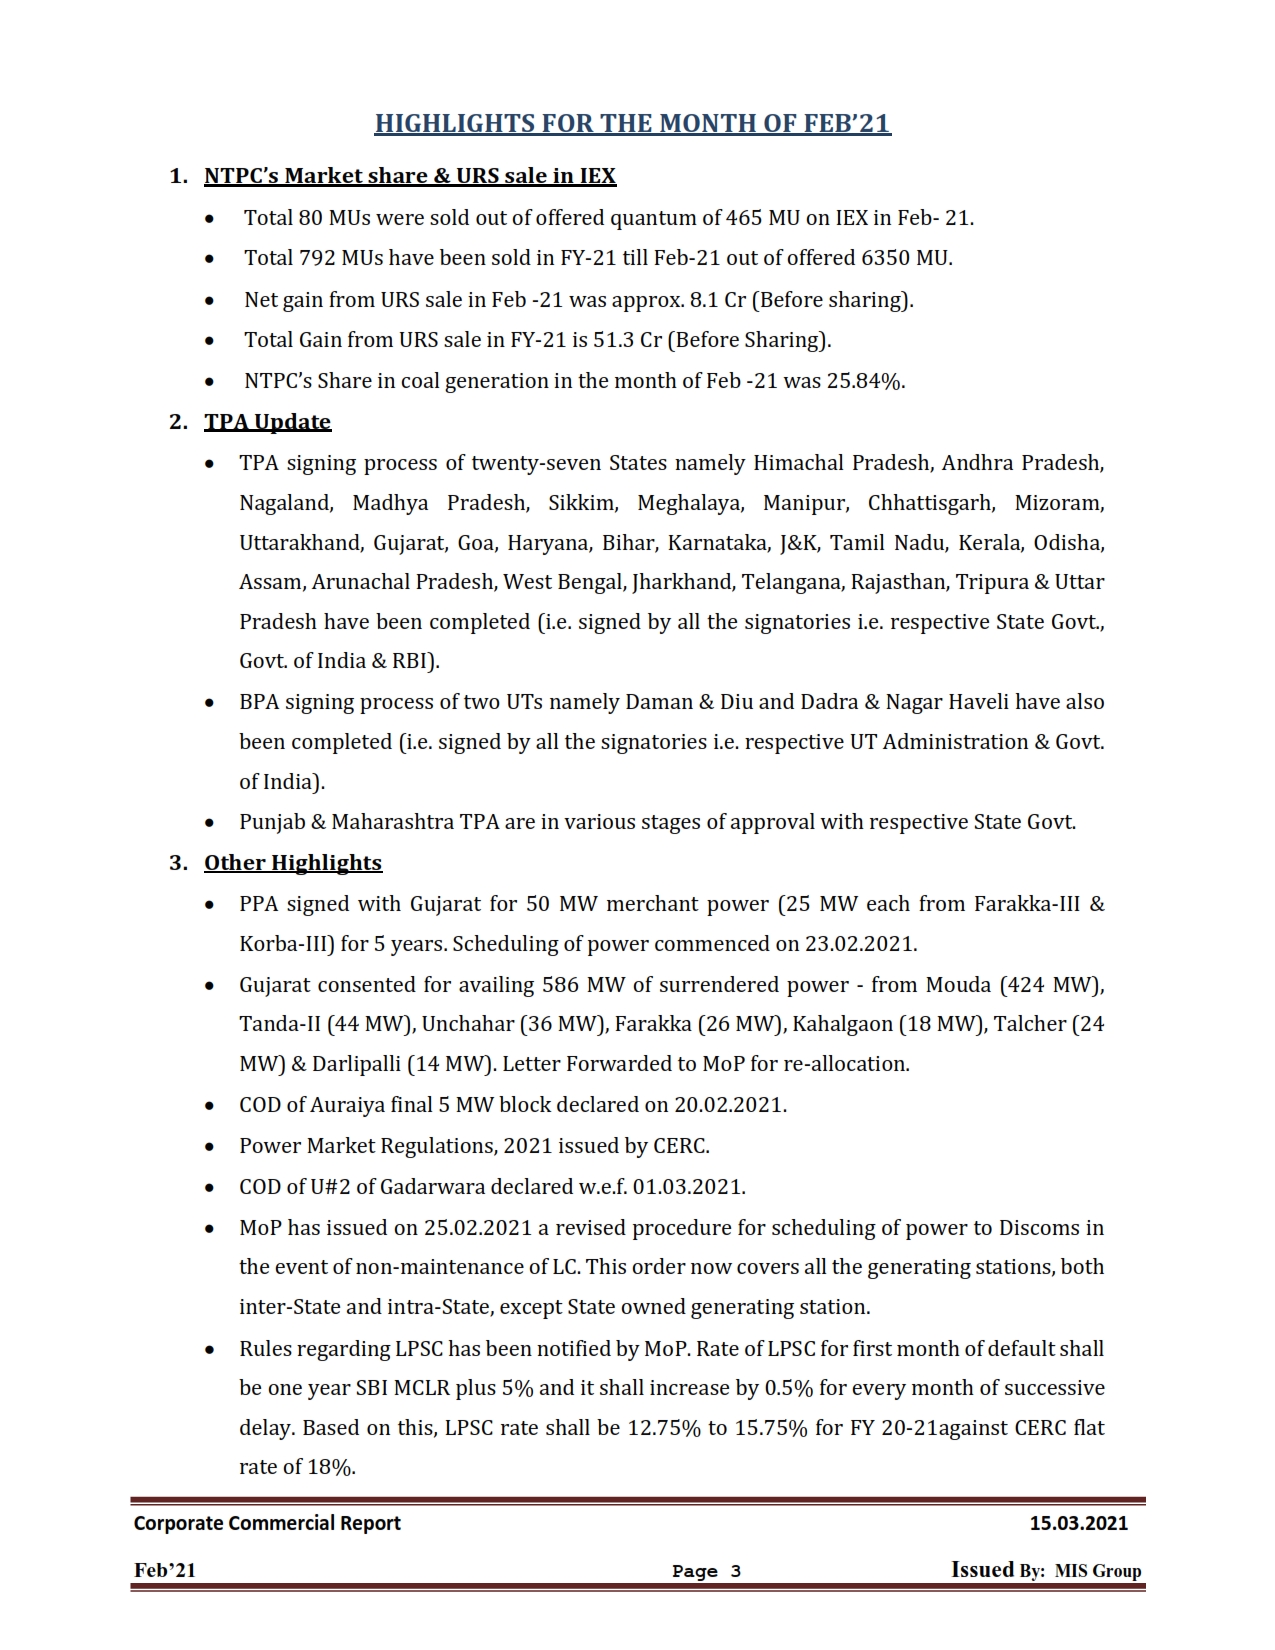 HIGHLIGHTS FOR THE MONTH OF FEB’21
1. NTPC’s Market share & URS sale in IEX
• Total 80 MUs were sold out of offered quantum of 465 MU on IEX in Feb- 21.
• Total 792 MUs have been sold in FY-21 till Feb-21 out of offered 6350 MU.
• Net gain from URS sale in Feb -21 was approx. 8.1 Cr (Before sharing).
• Total Gain from URS sale in FY-21 is 51.3 Cr (Before Sharing).
• NTPC’s Share in coal generation in the month of Feb -21 was 25.84%.
2. TPA Update
• TPA signing process of twenty-seven States namely Himachal Pradesh, Andhra Pradesh,
Nagaland, Madhya Pradesh, Sikkim, Meghalaya, Manipur, Chhattisgarh, Mizoram,
Uttarakhand, Gujarat, Goa, Haryana, Bihar, Karnataka, J&K, Tamil Nadu, Kerala, Odisha,
Assam, Arunachal Pradesh, West Bengal, Jharkhand, Telangana, Rajasthan, Tripura & Uttar
Pradesh have been completed (i.e. signed by all the signatories i.e. respective State Govt.,
Govt. of India & RBI).
• BPA signing process of two UTs namely Daman & Diu and Dadra & Nagar Haveli have also
been completed (i.e. signed by all the signatories i.e. respective UT Administration & Govt.
of India).
• Punjab & Maharashtra TPA are in various stages of approval with respective State Govt.
3. Other Highlights
• PPA signed with Gujarat for 50 MW merchant power (25 MW each from Farakka-III &
Korba-III) for 5 years. Scheduling of power commenced on 23.02.2021.
• Gujarat consented for availing 586 MW of surrendered power - from Mouda (424 MW),
Tanda-II (44 MW), Unchahar (36 MW), Farakka (26 MW), Kahalgaon (18 MW), Talcher (24
MW) & Darlipalli (14 MW). Letter Forwarded to MoP for re-allocation.
• COD of Auraiya final 5 MW block declared on 20.02.2021.
• Power Market Regulations, 2021 issued by CERC.
• COD of U#2 of Gadarwara declared w.e.f. 01.03.2021.
• MoP has issued on 25.02.2021 a revised procedure for scheduling of power to Discoms in
the event of non-maintenance of LC. This order now covers all the generating stations, both
inter-State and intra-State, except State owned generating station.
• Rules regarding LPSC has been notified by MoP. Rate of LPSC for first month of default shall
be one year SBI MCLR plus 5% and it shall increase by 0.5% for every month of successive
delay. Based on this, LPSC rate shall be 12.75% to 15.75% for FY 20-21against CERC flat
rate of 18%.
Corporate Commercial Report 15.03.2021
Feb’21 Page 3 Issued By: MIS Group